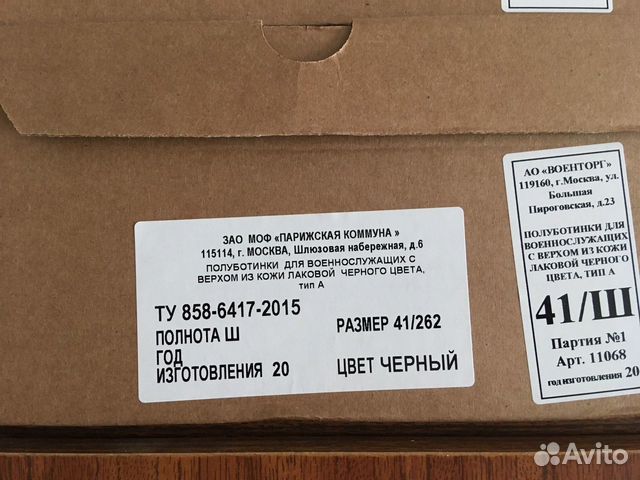 ЗАО МОФ «ПАРИЖСКАЯ КОММУНА »
115114, г. МОСКВА, Шлюзовая набережная, д.6
ПОЛУБОТИНКИ ДЛЯ ВОЕННОСЛУЖАЩИХ С
ВЕРХОМ ИЗ КОЖИ ЛАКОВОЙ ЧЕРНОГО ЦВЕТА,
ТИП А
ТУ 858-6417-2015
ПОЛНОТА Ш РАЗМЕР 41/262
ГОД
ИЗГОТОВЛЕНИЯ 20 ЦВЕТ ЧЕРНЫЙ
АО «ВОЕНТОРГ»
119160, г.Москва, ул.
Большая
Пироговская, д.23
ПОЛУБОТИНКИ ДЛЯ
ВОЕННОСЛУЖАЩИХ
С ВЕРХОМ ИЗ КОЖИ
ЛАКОВОЙ ЧЕРНОГО
ЦВЕТА, ТИП А
41/Ш
Партия №1
Арт. 11068
год изготовления 20
Avito